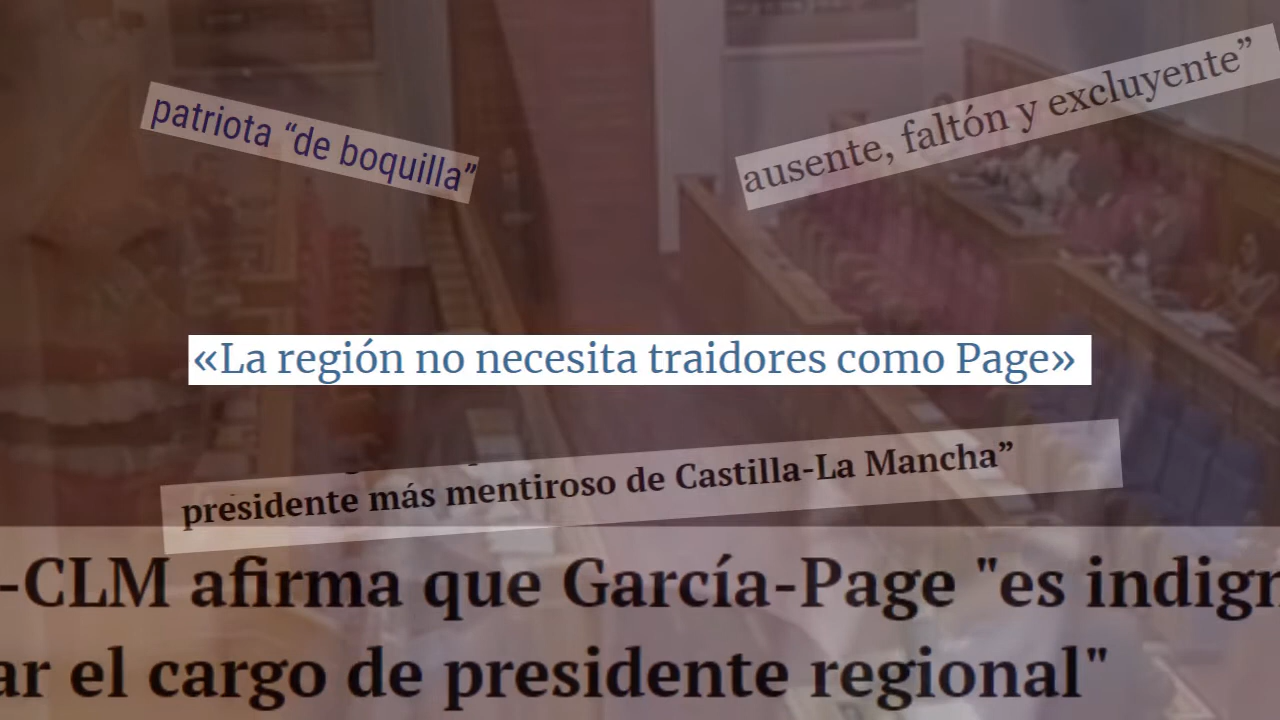 patriota “de boquilla”
ausente, faltón y excluyente”
«La región no necesita traidores como Page»
presidente más mentiroso de Castilla-La Mancha”
-CLM afirma que García-Page "es indign
ar el cargo de presidente regional"